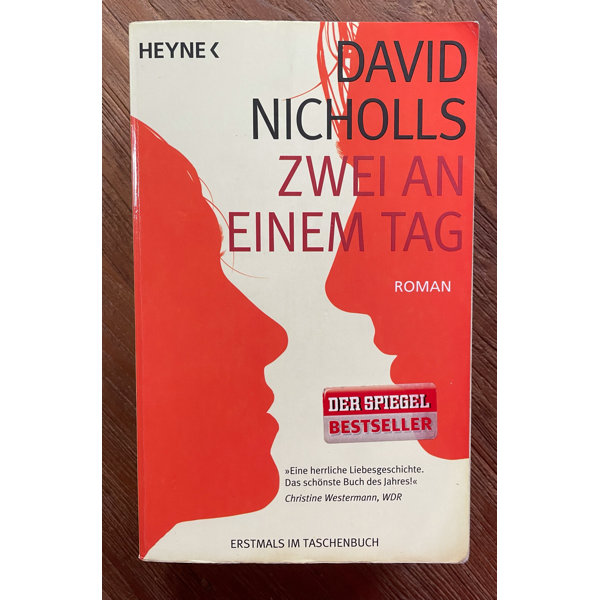 HEYNE
DAVID
NICHOLLS
ZWEI AN
EINEM TAG
ROMAN
DER SPIEGEL
BESTSELLER
»Eine herrliche Liebesgeschichte.
Das schönste Buch des Jahres!«
Christine Westermann, WDR
ERSTMALS IM TASCHENBUCH